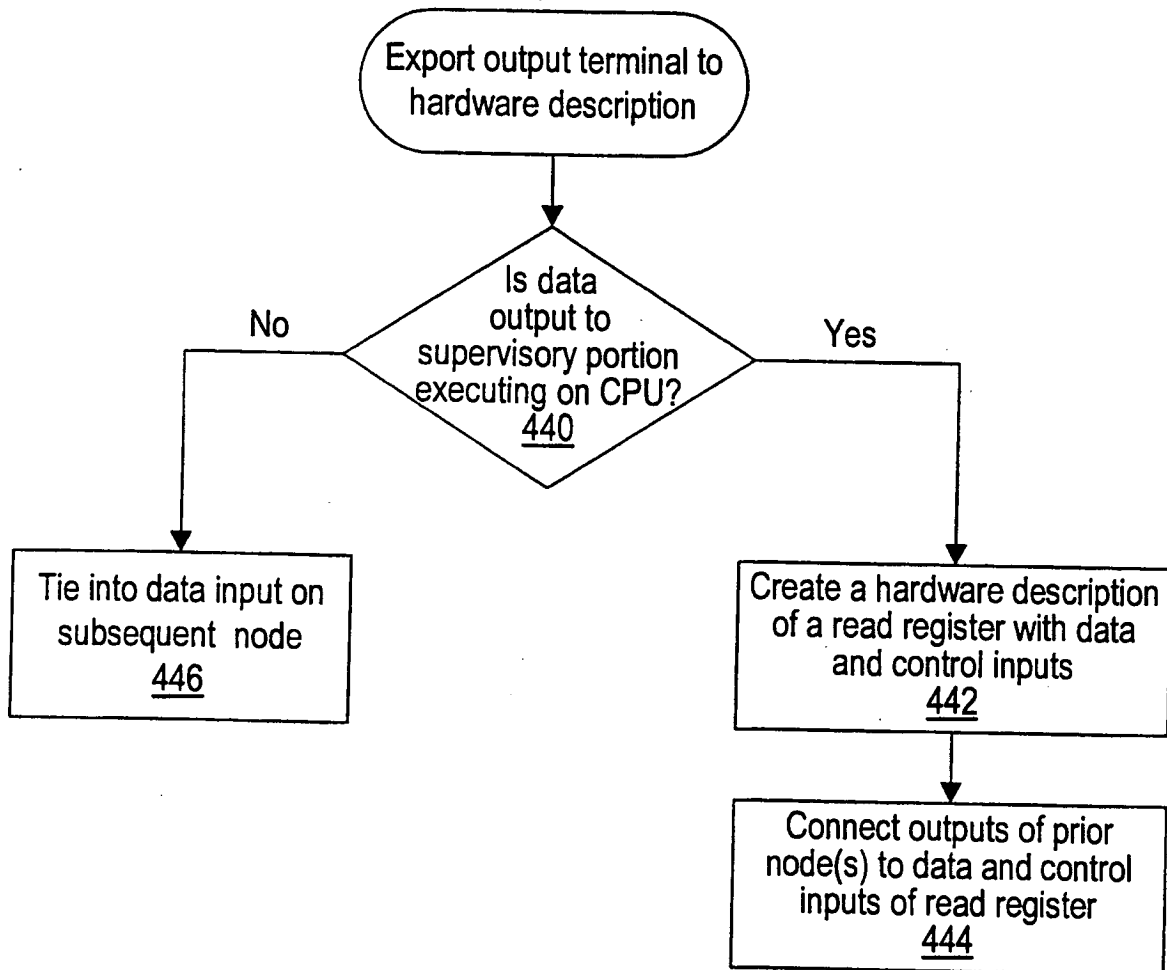 Export output terminal to
hardware description
Is data
output to
supervisory portion
executing on CPU?
440
No
Yes
Tie into data input on
subsequent node
446
Create a hardware description
of a read register with data
and control inputs
442
Connect outputs of prior
node(s) to data and control
inputs of read register
444